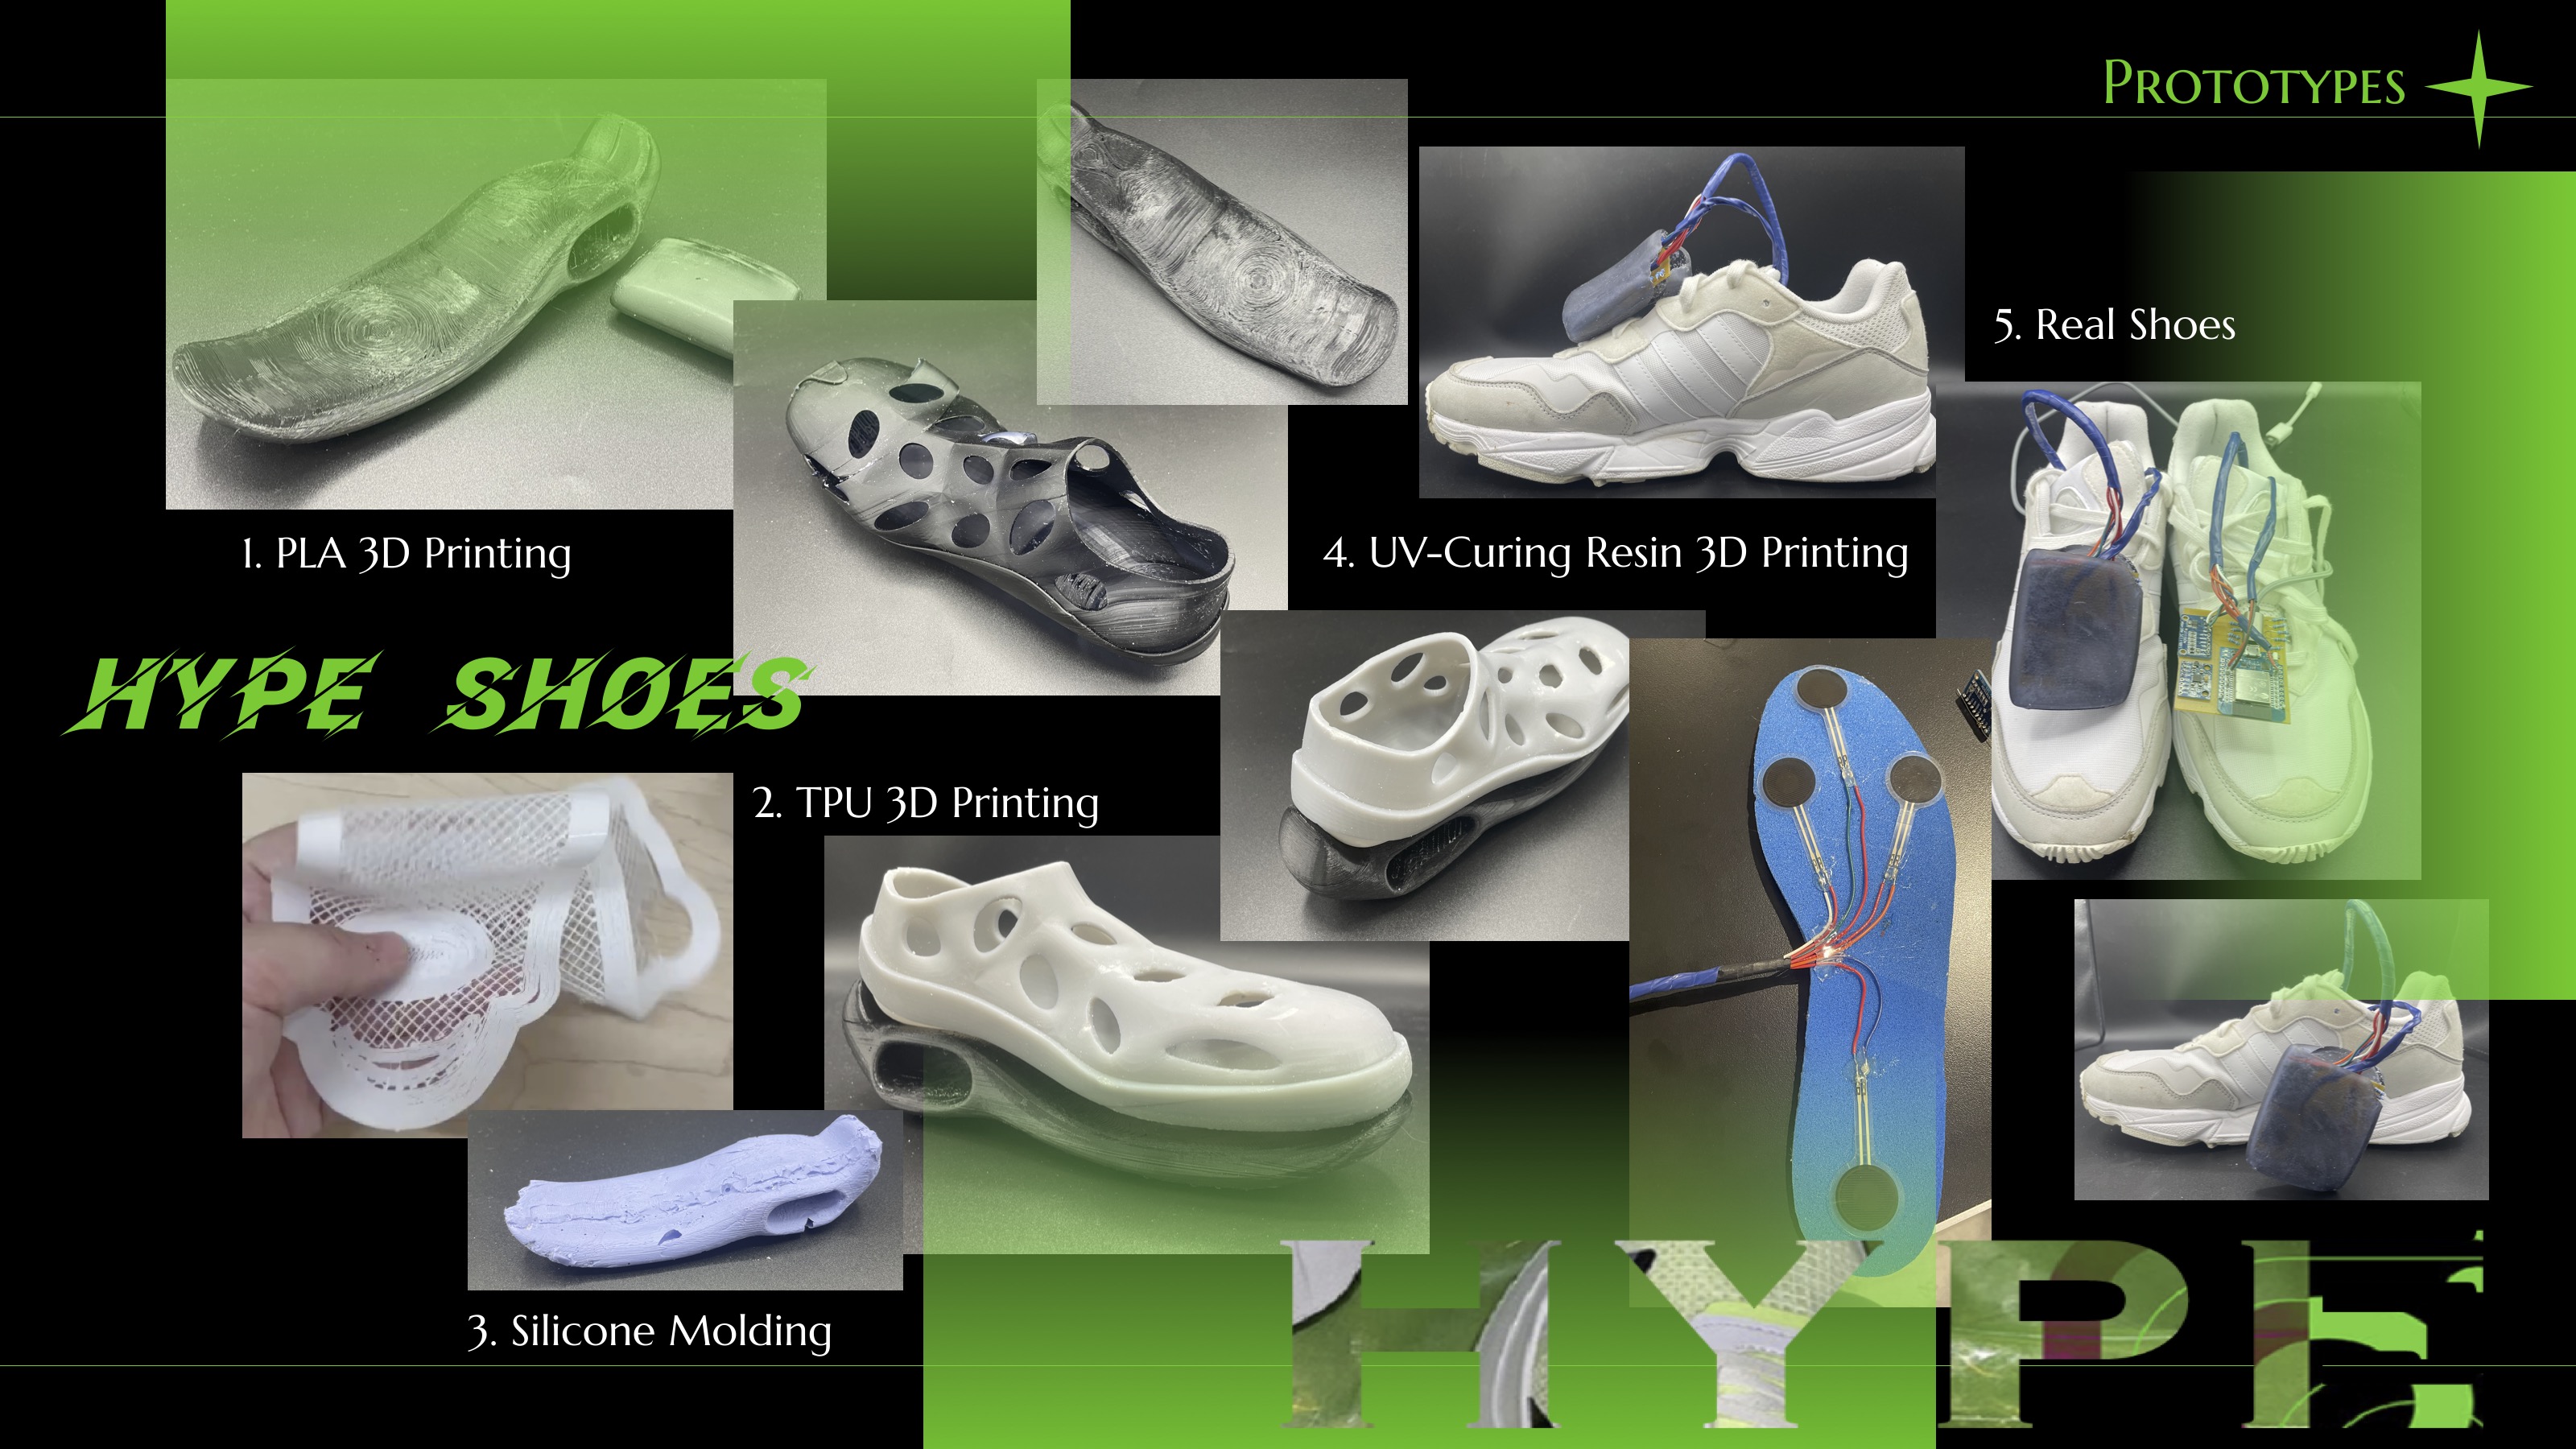 Prototypes
5. Real Shoes
1. PLA 3D Printing
4. UV-Curing Resin 3D Printing
HYPE SHOES
2. TPU 3D Printing
3. Silicone Molding
HYPE